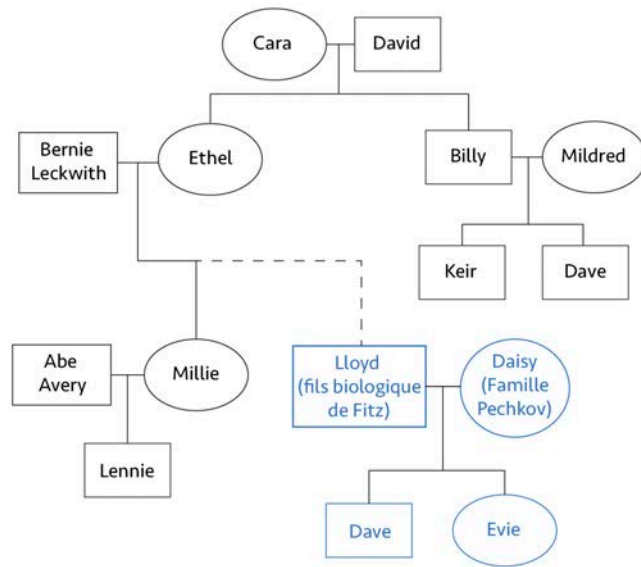 Cara
David
Bernie
Leckwith
Ethel
Billy
Mildred
Keir
Dave
Abe
Avery
Millie
Lloyd
(fils biologique
de Fitz)
Daisy
(Famille
Pechkov)
Lennie
Dave
Evie